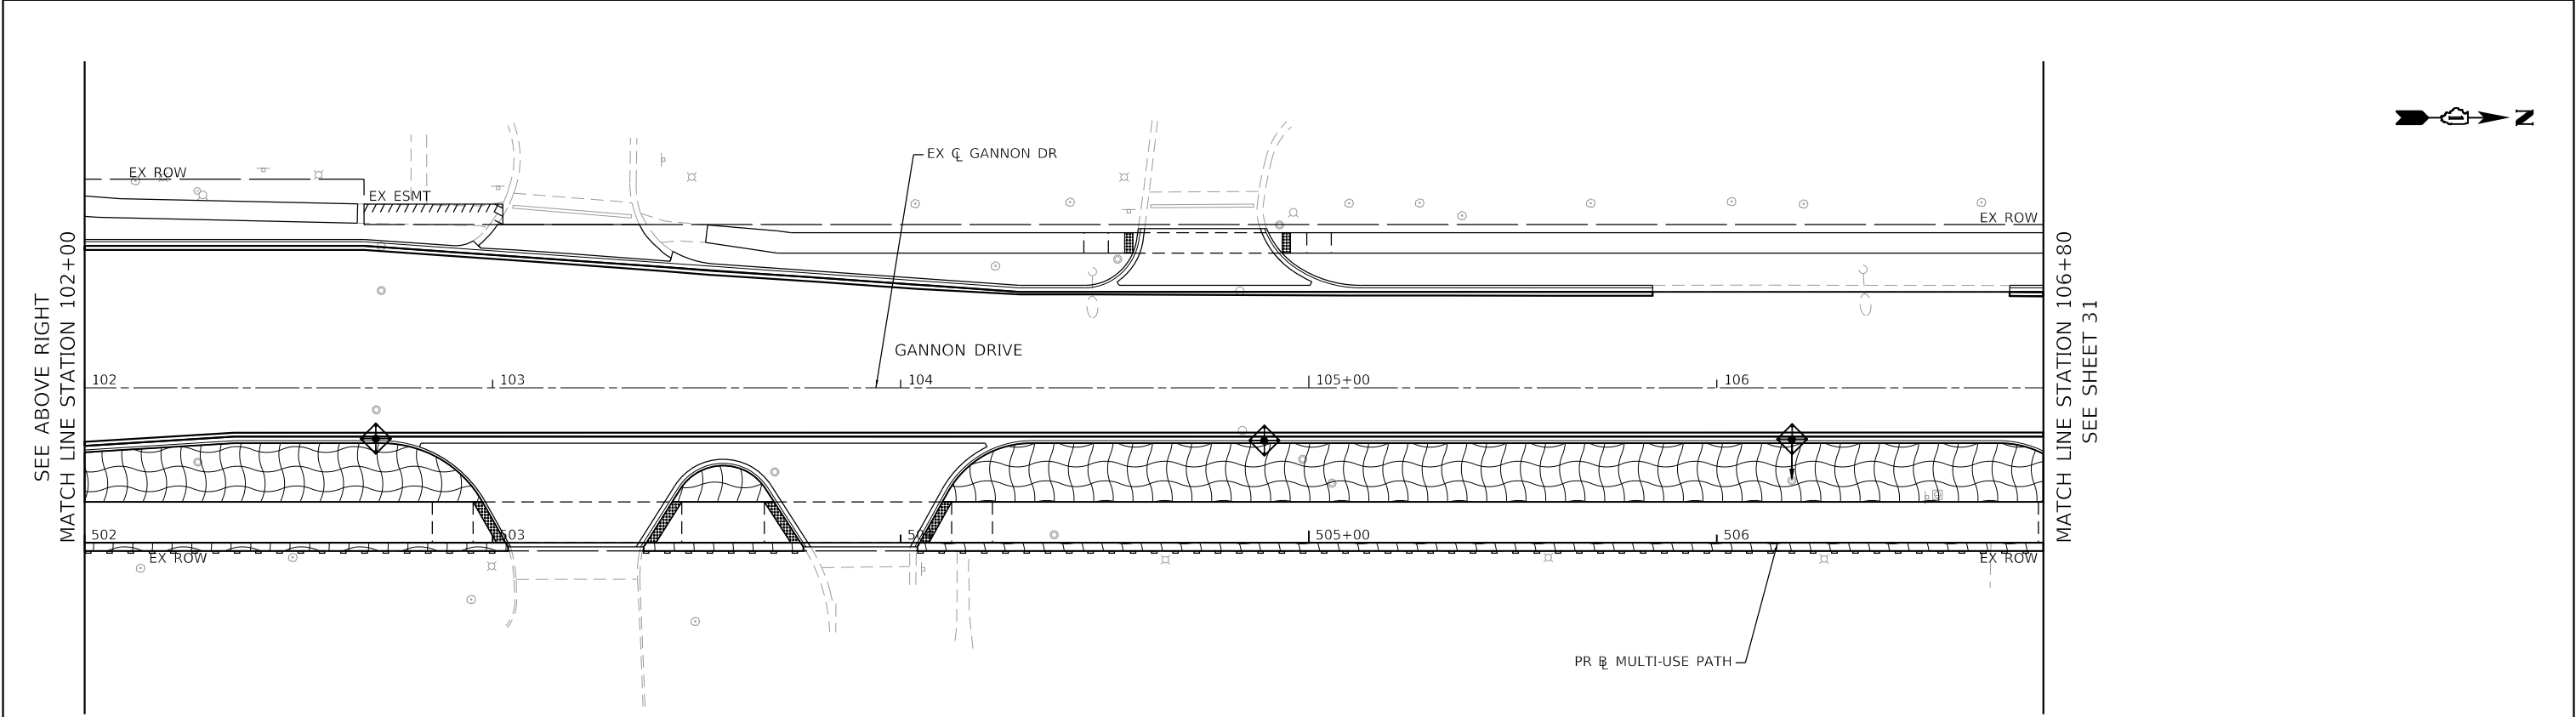 SEE ABOVE RIGHT
MATCH LINE STATION 102+00
EX ROW
EX ESMT
EX CL GANNON DR
EX ROW
N
GANNON DRIVE
102
103
104
105+00
106
502
503
505+00
506
EX ROW
EX ROW
PR BL MULTI-USE PATH
MATCH LINE STATION 106+80
SEE SHEET 31